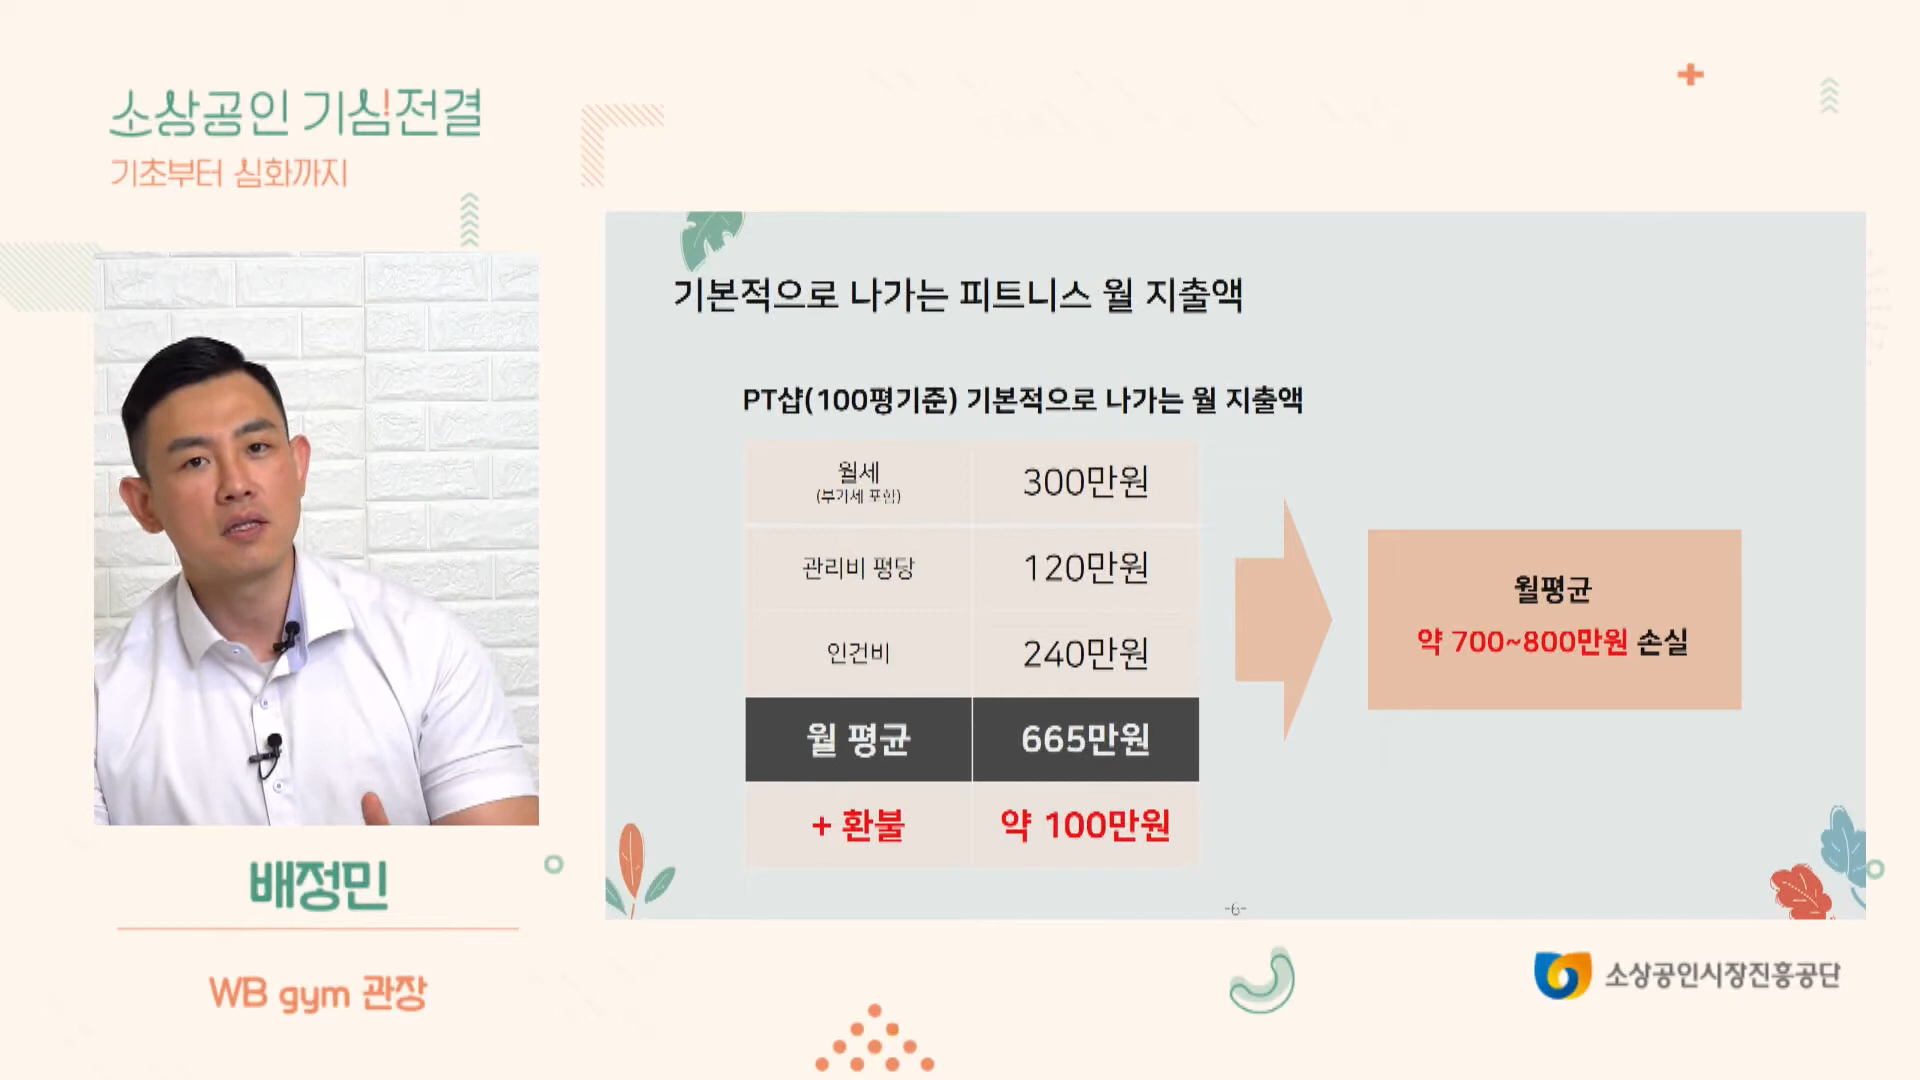 소상공인 기심전결
기초부터 심화까지
기본적으로 나가는 피트니스 월 지출액
PT샵(100평기준) 기본적으로 나가는 월 지출액
월세
(부가세 포함)
300만원
관리비 평당
120만원
인건비
240만원
월 평균
665만원
+ 환불
약 100만원
월평균
약 700~800만원 손실
-6-
배정민
WB gym 관장
소상공인시장진흥공단